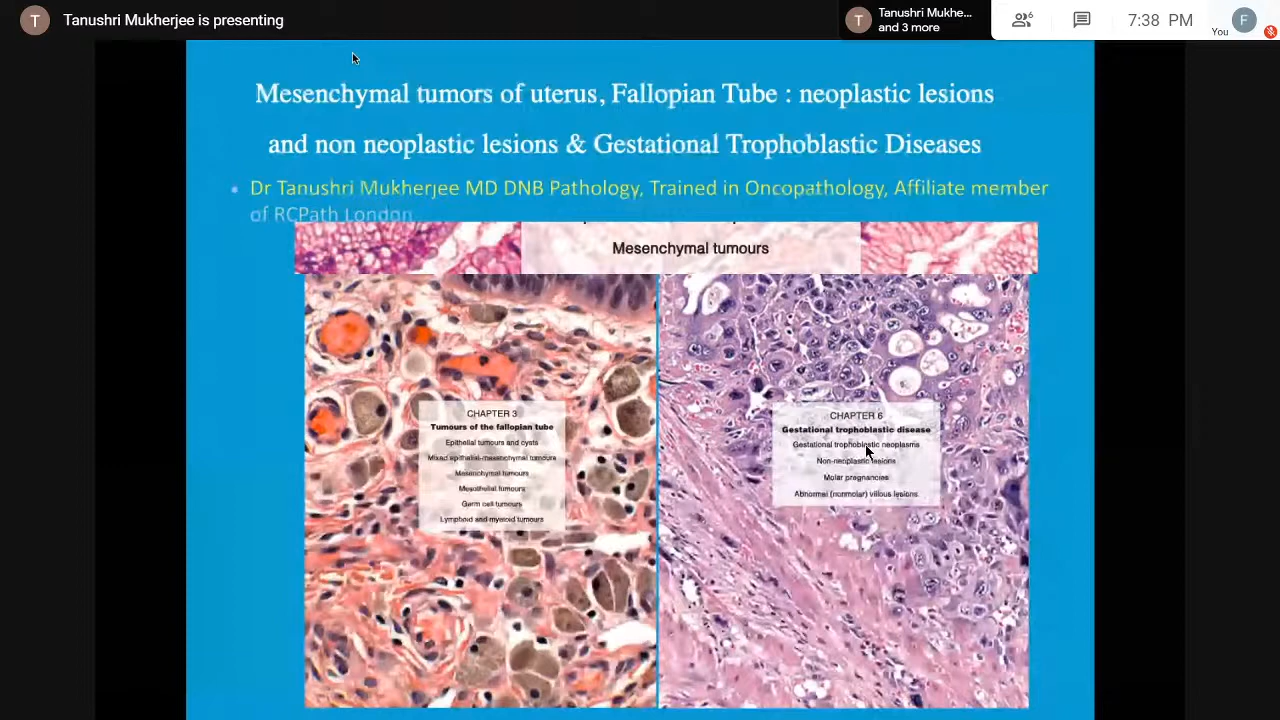 T
Tanushri Mukherjee is presenting
T
Tanushri Mukhe...
and 3 more
6
7:38 PM
You
F
Mesenchymal tumors of uterus, Fallopian Tube : neoplastic lesions
and non neoplastic lesions & Gestational Trophoblastic Diseases
Dr Tanushri Mukherjee MD DNB Pathology, Trained in Oncopathology, Affiliate member
of RCPath London
Mesenchymal tumours
CHAPTER 3
Tumours of the fallopian tube
Epithelial tumours and cysts
Mixed epithelial-mesenchymal tumours
Mesenchymal tumours
Mesothelial tumours
Germ cell tumours
Lymphoid and myeloid tumours
CHAPTER 6
Gestational trophoblastic disease
Gestational trophoblastic neoplasms
Non-neoplastic lesions
Molar pregnancies
Abnormal (nonmolar) villous lesions